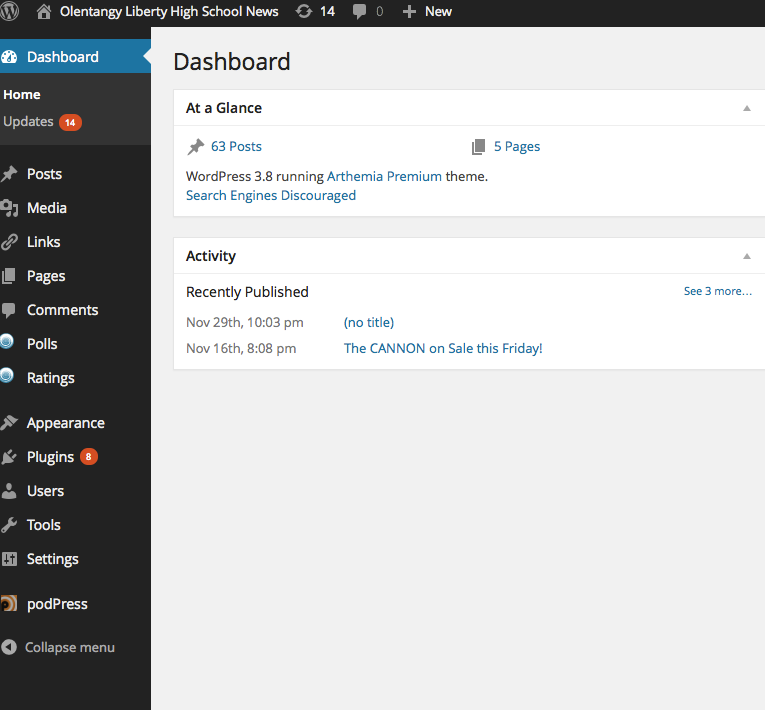 Olentangy Liberty High School News 14 0 New
Dashboard
Home
Updates 14
Posts
Media
Links
Pages
Comments
Polls
Ratings
Appearance
Plugins 8
Users
Tools
Settings
podPress
Collapse menu
Dashboard
At a Glance
63 Posts 5 Pages
WordPress 3.8 running Arthemia Premium theme.
Search Engines Discouraged
Activity
Recently Published See 3 more…
Nov 29th, 10:03 pm (no title)
Nov 16th, 8:08 pm The CANNON on Sale this Friday!